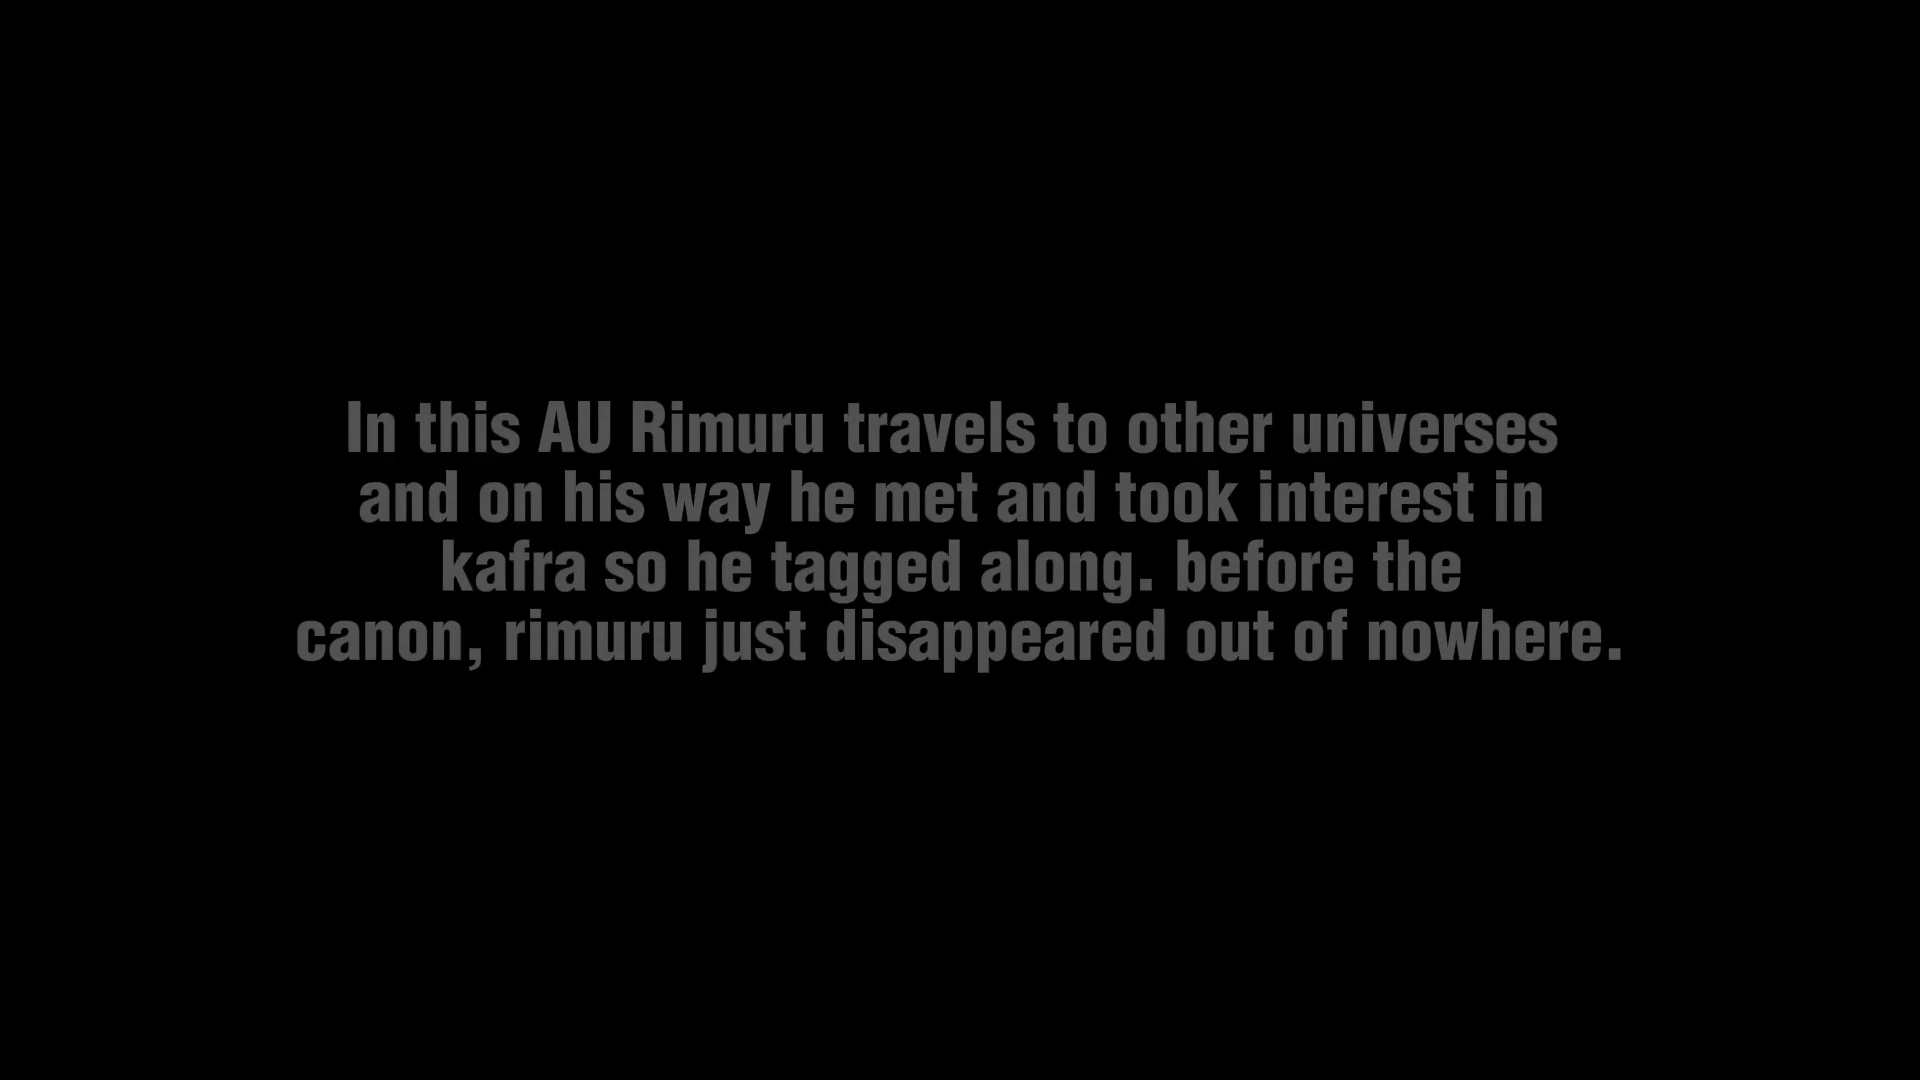 In this AU Rimuru travels to other universes
and on his way he met and took interest in
kafra so he tagged along. before the
canon, rimuru just disappeared out of nowhere.